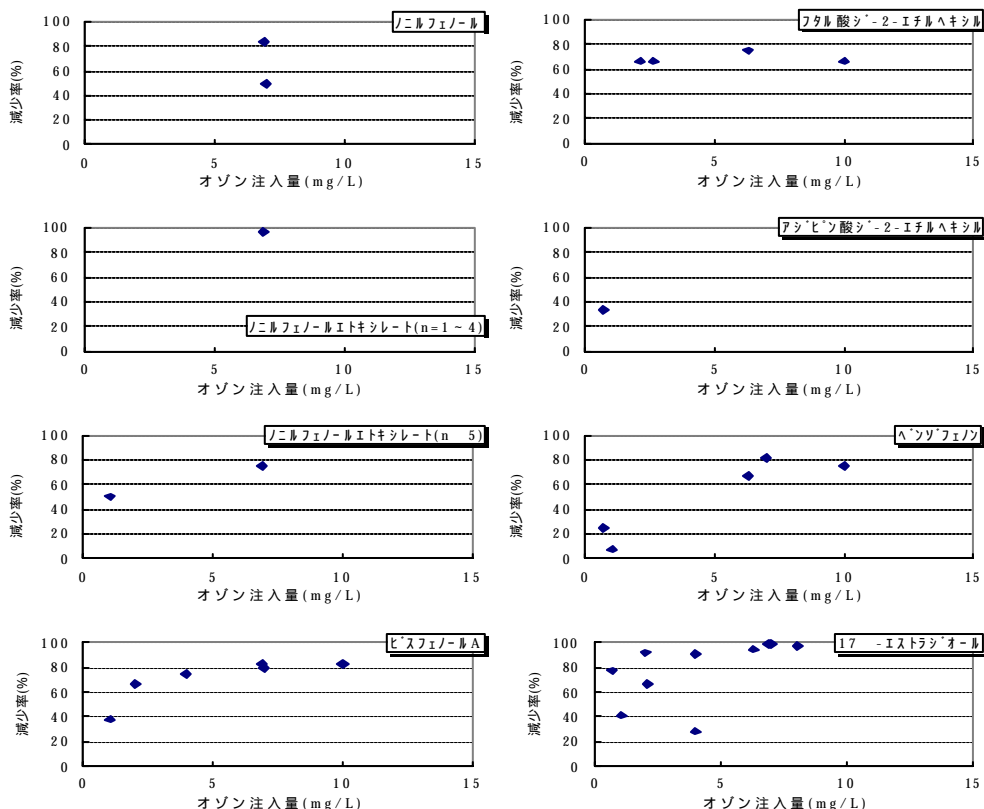 ノニルフェノール
減少率(%)
100
80
60
40
20
0
0 5 10 15
オゾン注入量(mg/L)
フタル酸ジ-2-エチルヘキシル
減少率(%)
100
80
60
40
20
0
0 5 10 15
オゾン注入量(mg/L)
減少率(%)
100
80
60
40
20
0
ノニルフェノールエトキシレート(n=1~4)
0 5 10 15
オゾン注入量(mg/L)
アジピン酸ジ-2-エチルヘキシル
減少率(%)
100
80
60
40
20
0
0 5 10 15
オゾン注入量(mg/L)
ノニルフェノールエトキシレート(n 5)
減少率(%)
100
80
60
40
20
0
0 5 10 15
オゾン注入量(mg/L)
ベンゾフェノン
減少率(%)
100
80
60
40
20
0
0 5 10 15
オゾン注入量(mg/L)
ビスフェノールA
減少率(%)
100
80
60
40
20
0
0 5 10 15
オゾン注入量(mg/L)
17 -エストラジオール
減少率(%)
100
80
60
40
20
0
0 5 10 15
オゾン注入量(mg/L)